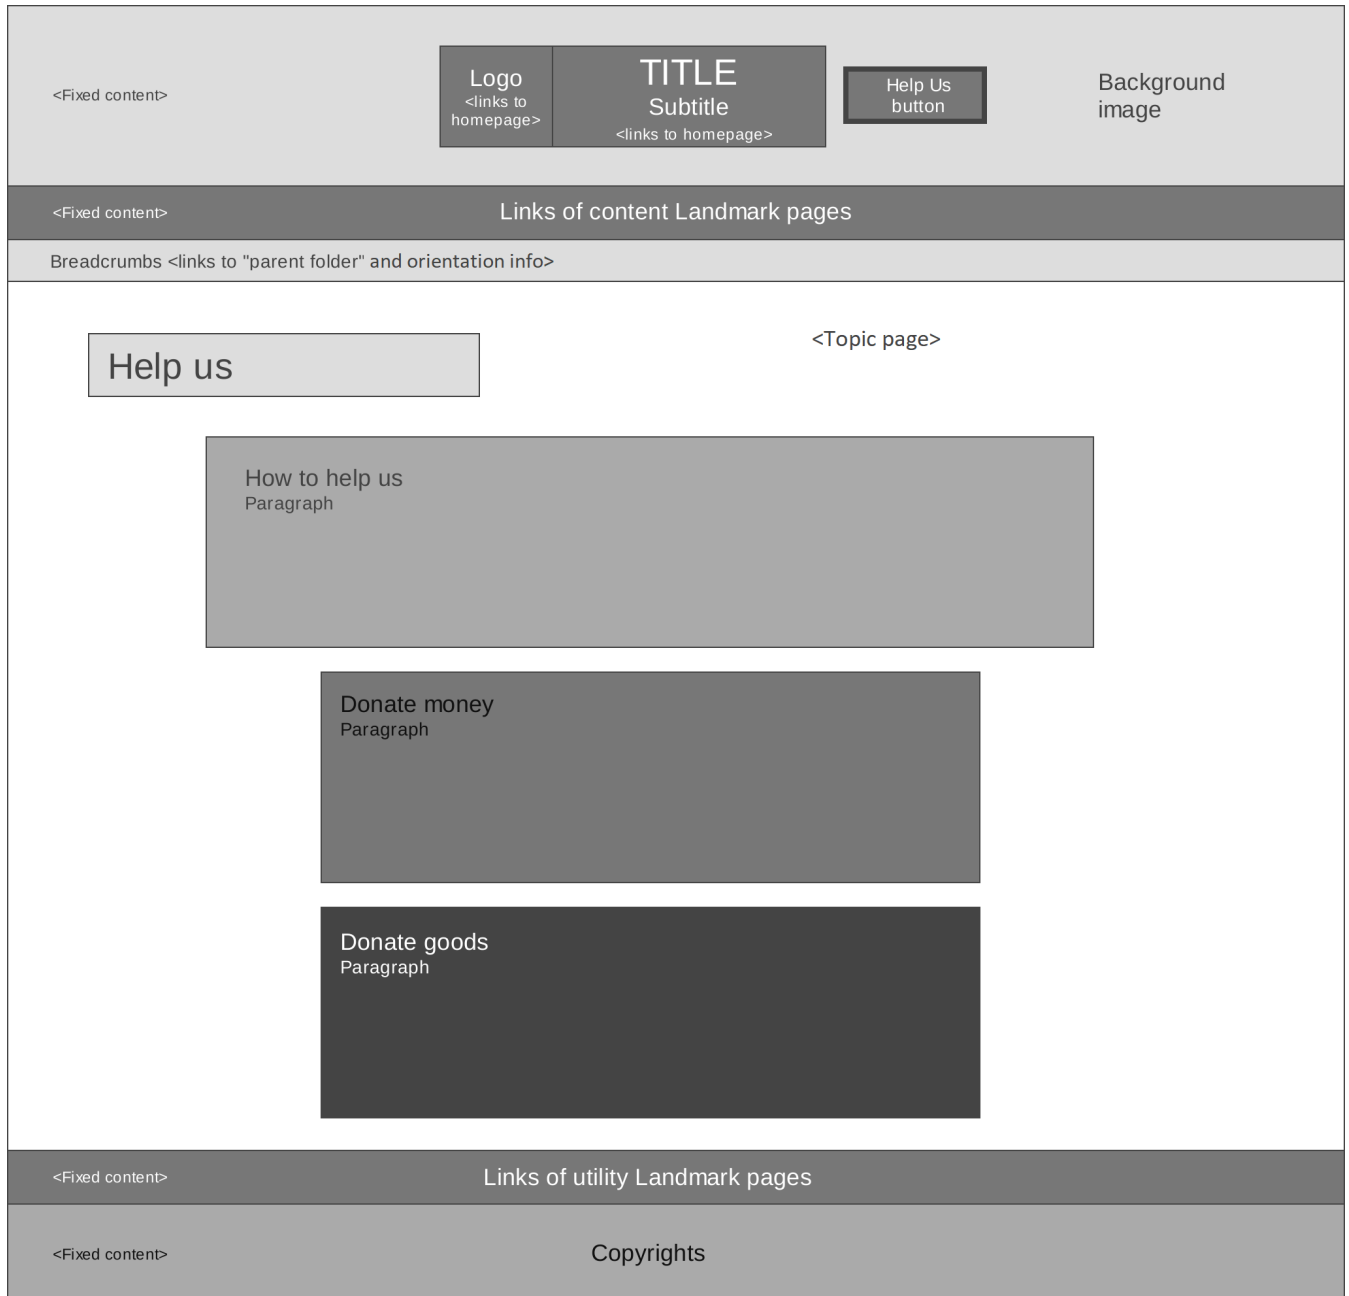 <Fixed content>
Logo
<links to
homepage>
TITLE
Subtitle
<links to homepage>
Help Us
button
Background
image
<Fixed content>
Links of content Landmark pages
Breadcrumbs <links to "parent folder" and orientation info>
<Topic page>
Help us
How to help us
Paragraph
Donate money
Paragraph
Donate goods
Paragraph
<Fixed content>
Links of utility Landmark pages
<Fixed content>
Copyrights